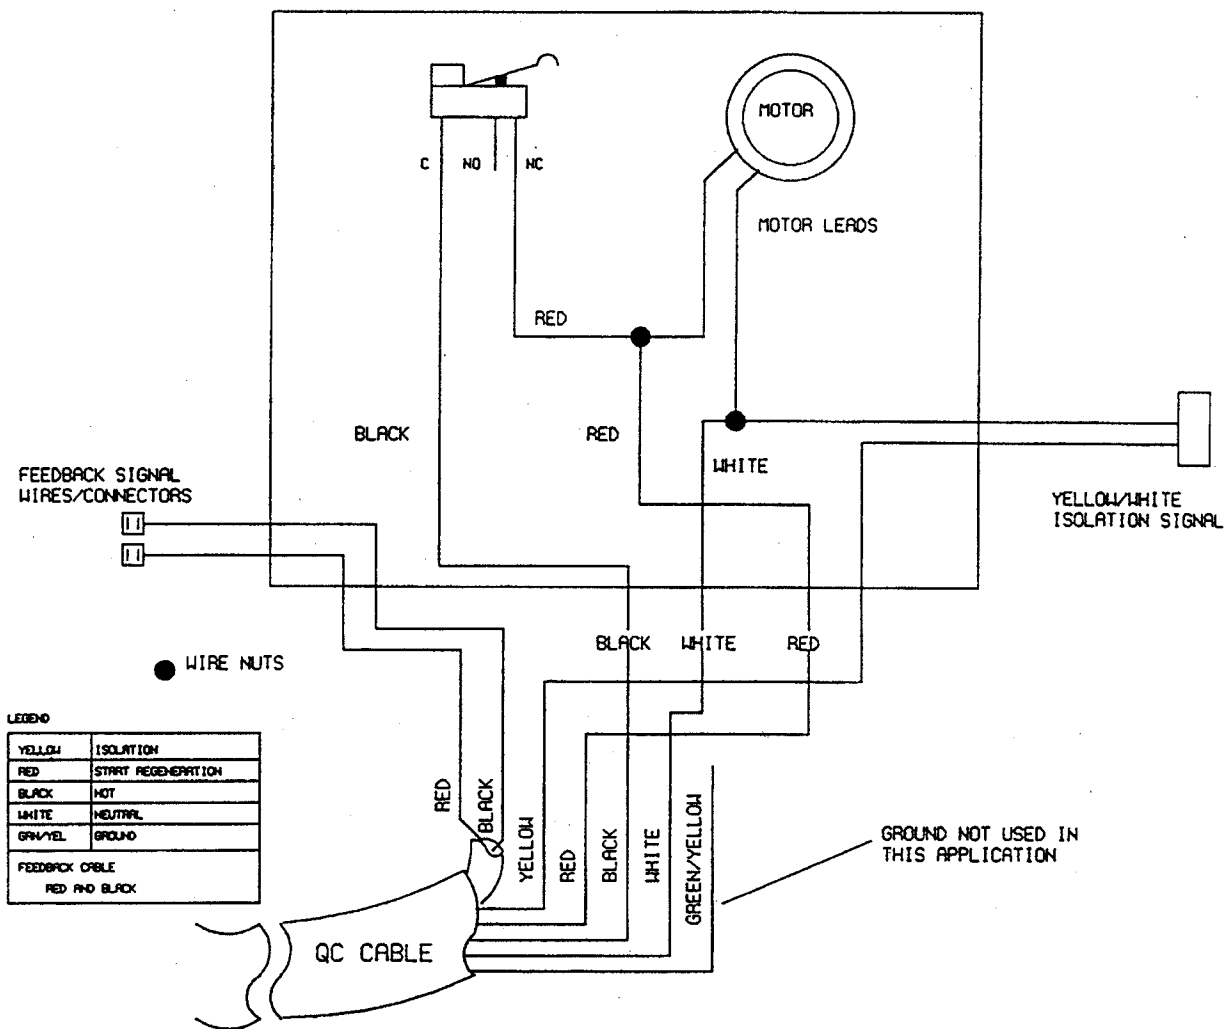 MOTOR
C NO NC
MOTOR LEADS
RED
BLACK
RED
WHITE
FEEDBACK SIGNAL
WIRES/CONNECTORS
YELLOW/WHITE
ISOLATION SIGNAL
BLACK WHITE RED
WIRE NUTS
LEGEND
YELLOW ISOLATION
RED START REGENERATION
BLACK HOT
WHITE NEUTRAL
GRN/YEL GROUND
FEEDBACK CABLE
RED AND BLACK
RED
BLACK
YELLOW
RED
BLACK
WHITE
GREEN/YELLOW
GROUND NOT USED IN
THIS APPLICATION
QC CABLE